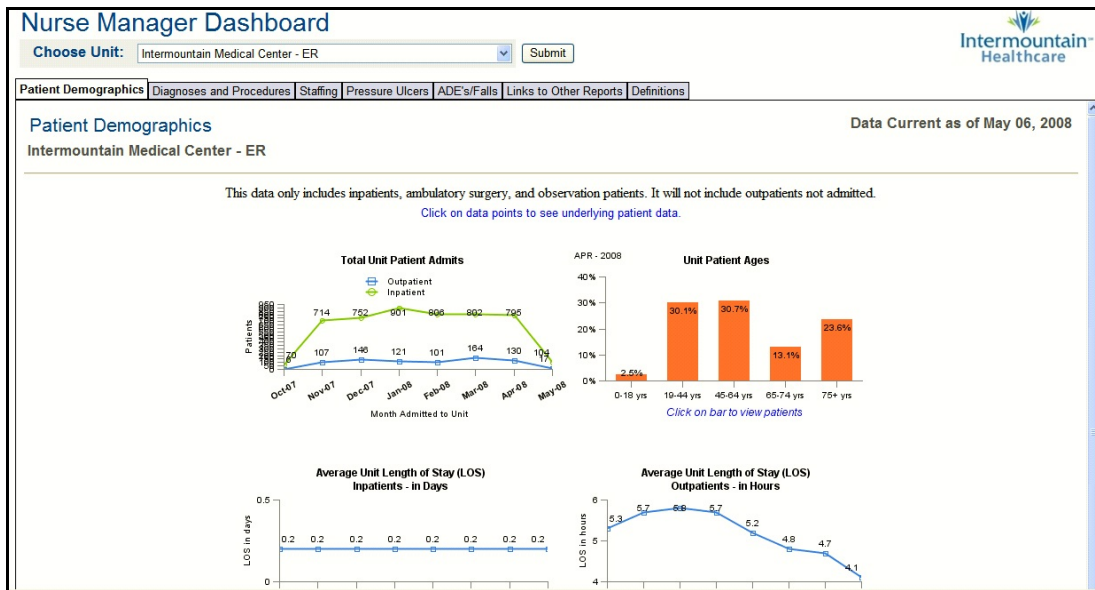 Nurse Manager Dashboard
Choose Unit: Intermountain Medical Center - ER Submit
Intermountain
Healthcare
Patient Demographics Diagnoses and Procedures Staffing Pressure Ulcers ADE's/Falls Links to Other Reports Definitions
Patient Demographics
Data Current as of May 06, 2008
Intermountain Medical Center - ER
This data only includes inpatients, ambulatory surgery, and observation patients. It will not include outpatients not admitted.
Click on data points to see underlying patient data.
Total Unit Patient Admits
Outpatient
Inpatient
Patients
70 714 752 901 806 802 795 104
6 107 146 121 101 164 130 17
Oct-07 Nov-07 Dec-07 Jan-08 Feb-08 Mar-08 Apr-08 May-08
Month Admitted to Unit
APR - 2008
Unit Patient Ages
40%
30%
20%
10%
0%
2.5% 30.1% 30.7% 13.1% 23.6%
0-18 yrs 19-44 yrs 45-64 yrs 65-74 yrs 75+ yrs
Click on bar to view patients
Average Unit Length of Stay (LOS)
Inpatients - in Days
LOS in days
0.5
0.2 0.2 0.2 0.2 0.2 0.2 0.2 0.2
0
Average Unit Length of Stay (LOS)
Outpatients - in Hours
LOS in hours
6
5
4
5.3 5.7 5.8 5.7 5.2 4.8 4.7 4.1